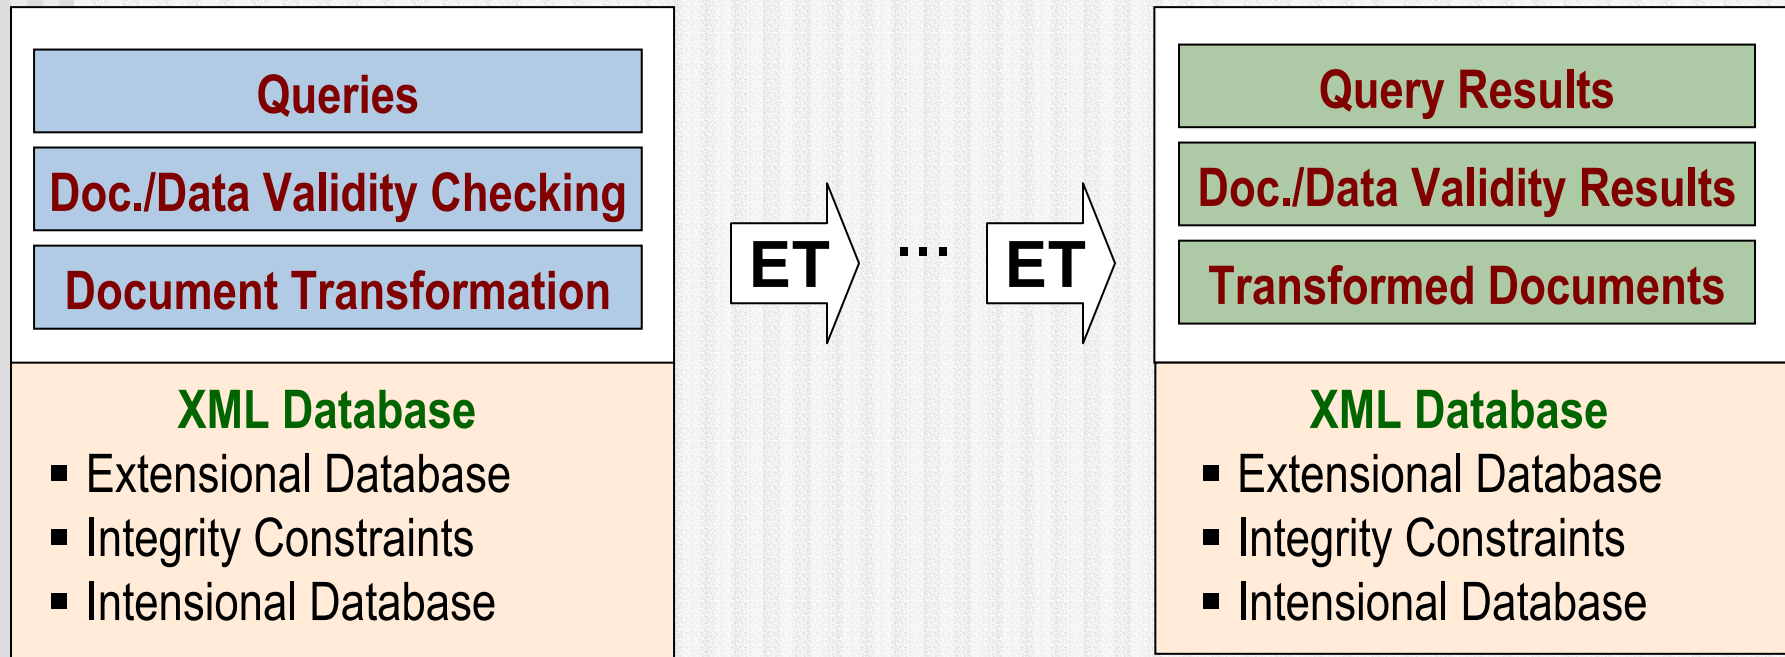 Queries
Doc./Data Validity Checking
Document Transformation
XML Database
▪ Extensional Database
▪ Integrity Constraints
▪ Intensional Database
ET ... ET
Query Results
Doc./Data Validity Results
Transformed Documents
XML Database
▪ Extensional Database
▪ Integrity Constraints
▪ Intensional Database